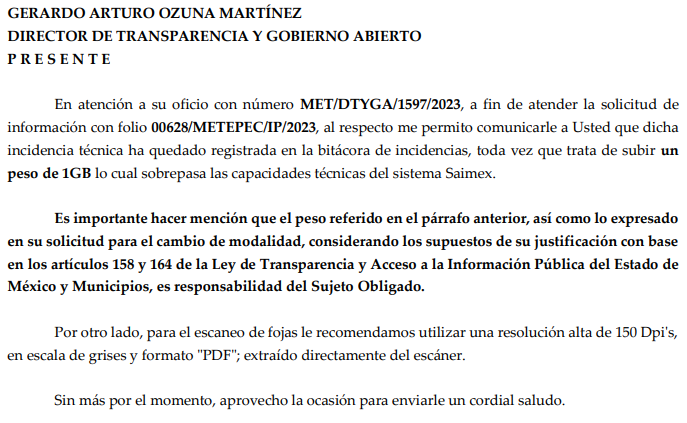 GERARDO ARTURO OZUNA MARTÍNEZ
DIRECTOR DE TRANSPARENCIA Y GOBIERNO ABIERTO
P R E S E N T E
En atención a su oficio con número MET/DTYGA/1597/2023, a fin de atender la solicitud de
información con folio 00628/METEPEC/IP/2023, al respecto me permito comunicarle a Usted que dicha
incidencia técnica ha quedado registrada en la bitácora de incidencias, toda vez que trata de subir un
peso de 1GB lo cual sobrepasa las capacidades técnicas del sistema Saimex.
Es importante hacer mención que el peso referido en el párrafo anterior, así como lo expresado
en su solicitud para el cambio de modalidad, considerando los supuestos de su justificación con base
en los artículos 158 y 164 de la Ley de Transparencia y Acceso a la Información Pública del Estado de
México y Municipios, es responsabilidad del Sujeto Obligado.
Por otro lado, para el escaneo de fojas le recomendamos utilizar una resolución alta de 150 Dpi's,
en escala de grises y formato "PDF"; extraído directamente del escáner.
Sin más por el momento, aprovecho la ocasión para enviarle un cordial saludo.